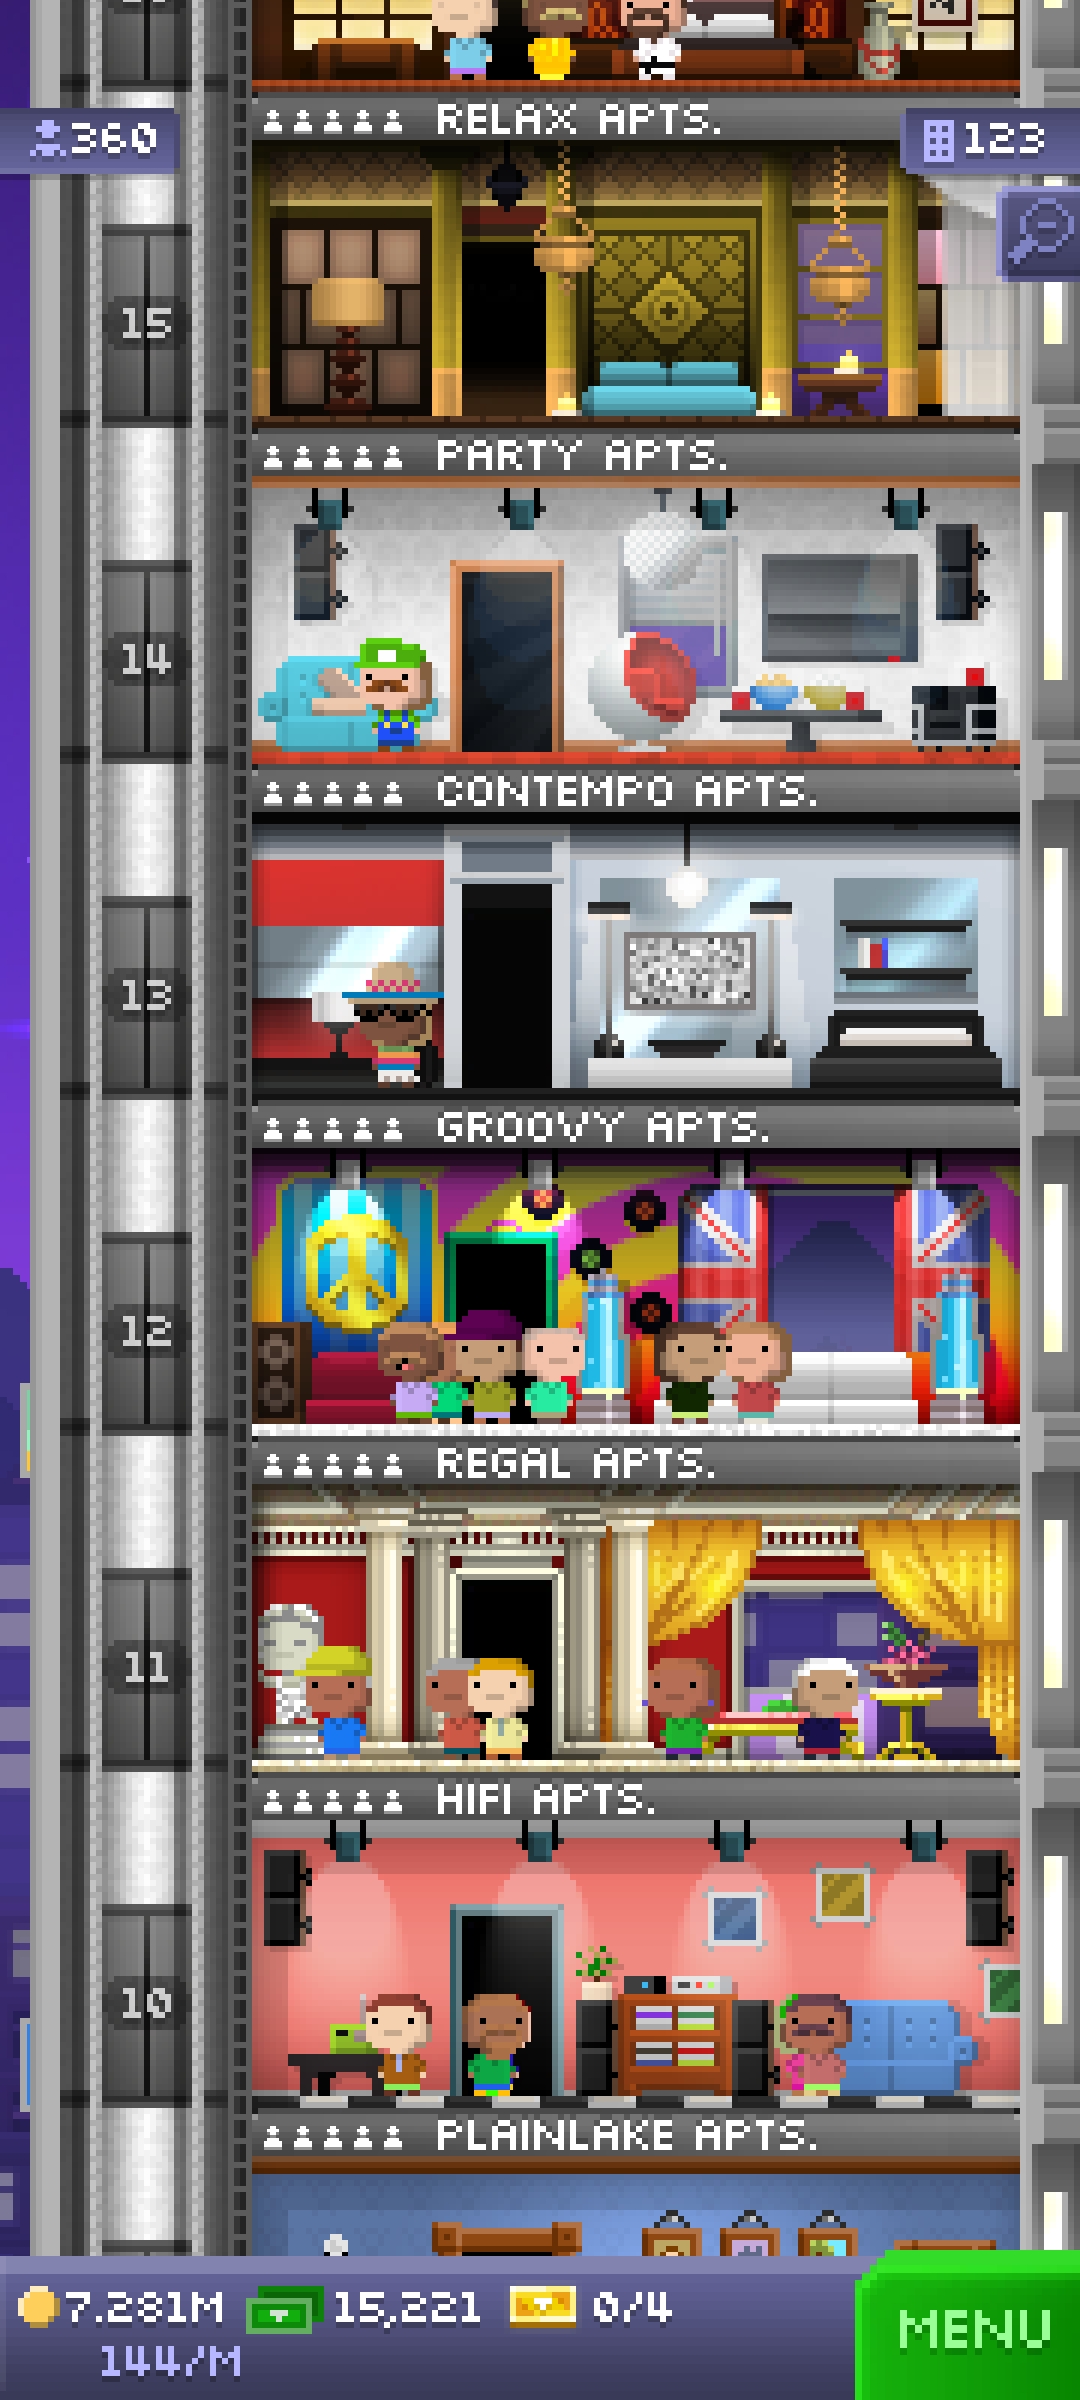 RELAX APTS.
360
123
15
PARTY APTS.
14
CONTEMPO APTS.
13
GROOVY APTS.
12
REGAL APTS.
11
HIFI APTS.
10
PLAINLAKE APTS.
7.281M 15,221 0/4
144/M
MENU